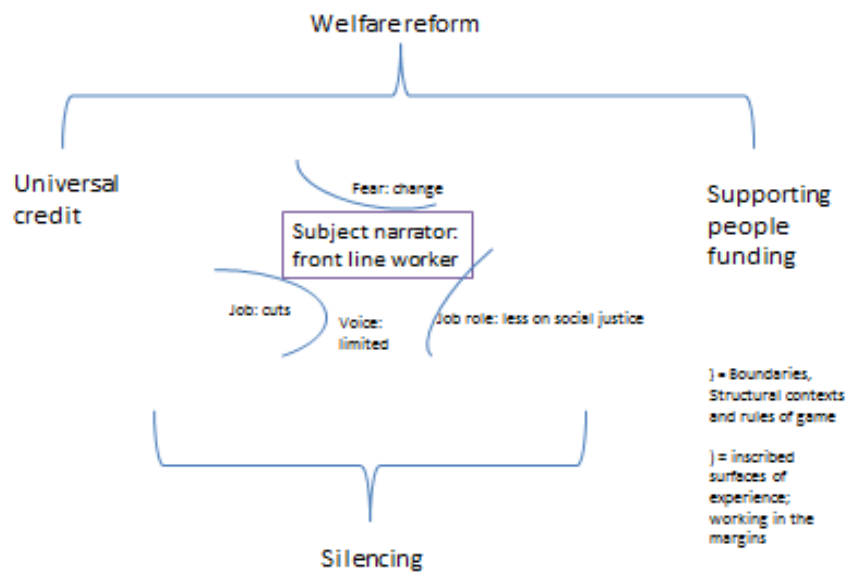 Welfare reform
Universal
credit
Fear: change
Supporting
people
funding
Subject narrator:
front line worker
Job: cuts
Voice:
limited
Job role: less on social justice
} = Boundaries,
Structural contexts
and rules of game
) = inscribed
surfaces of
experience;
working in the
margins
Silencing